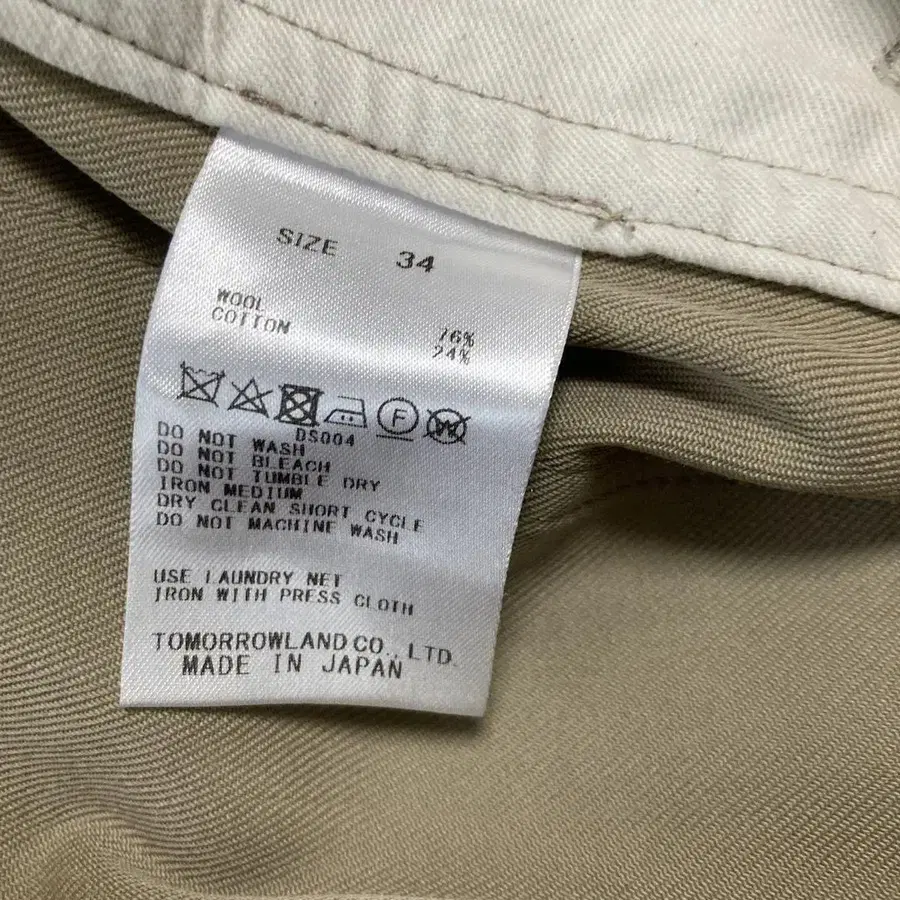 SIZE 34
WOOL 76%
COTTON 24%
F W
DS004
DO NOT WASH
DO NOT BLEACH
DO NOT TUMBLE DRY
IRON MEDIUM
DRY CLEAN SHORT CYCLE
DO NOT MACHINE WASH
USE LAUNDRY NET
IRON WITH PRESS CLOTH
TOMORROWLAND CO., LTD.
MADE IN JAPAN